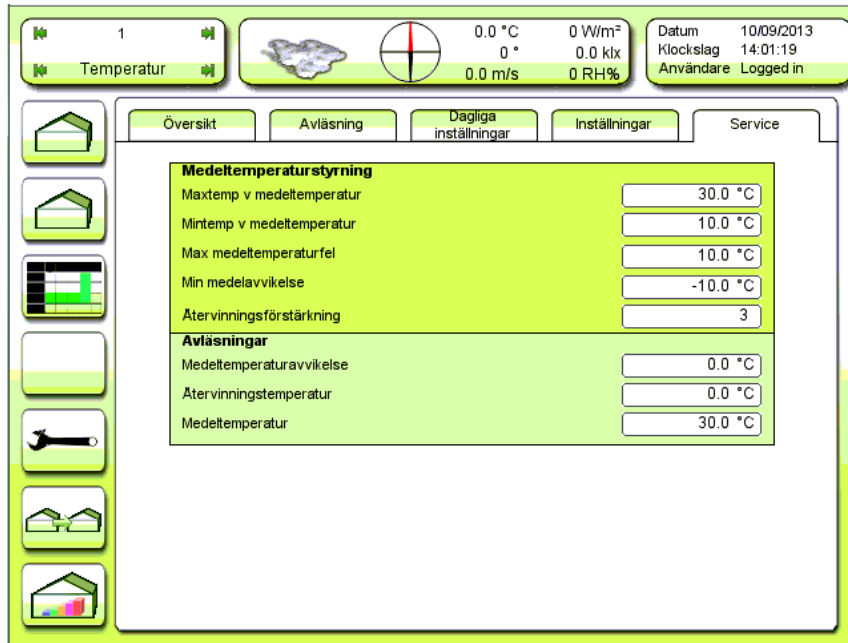 1
Temperatur
0.0 °C
0 °
0.0 m/s
0 W/m²
0.0 klx
0 RH%
Datum 10/09/2013
Klockslag 14:01:19
Användare Logged in
Översikt
Avläsning
Dagliga
inställningar
Inställningar
Service
Medeltemperaturstyrning
Maxtemp v medeltemperatur 30.0 °C
Mintemp v medeltemperatur 10.0 °C
Max medeltemperaturfel 10.0 °C
Min medelavvikelse -10.0 °C
Återvinningsförstärkning 3
Avläsningar
Medeltemperaturavvikelse 0.0 °C
Återvinningstemperatur 0.0 °C
Medeltemperatur 30.0 °C